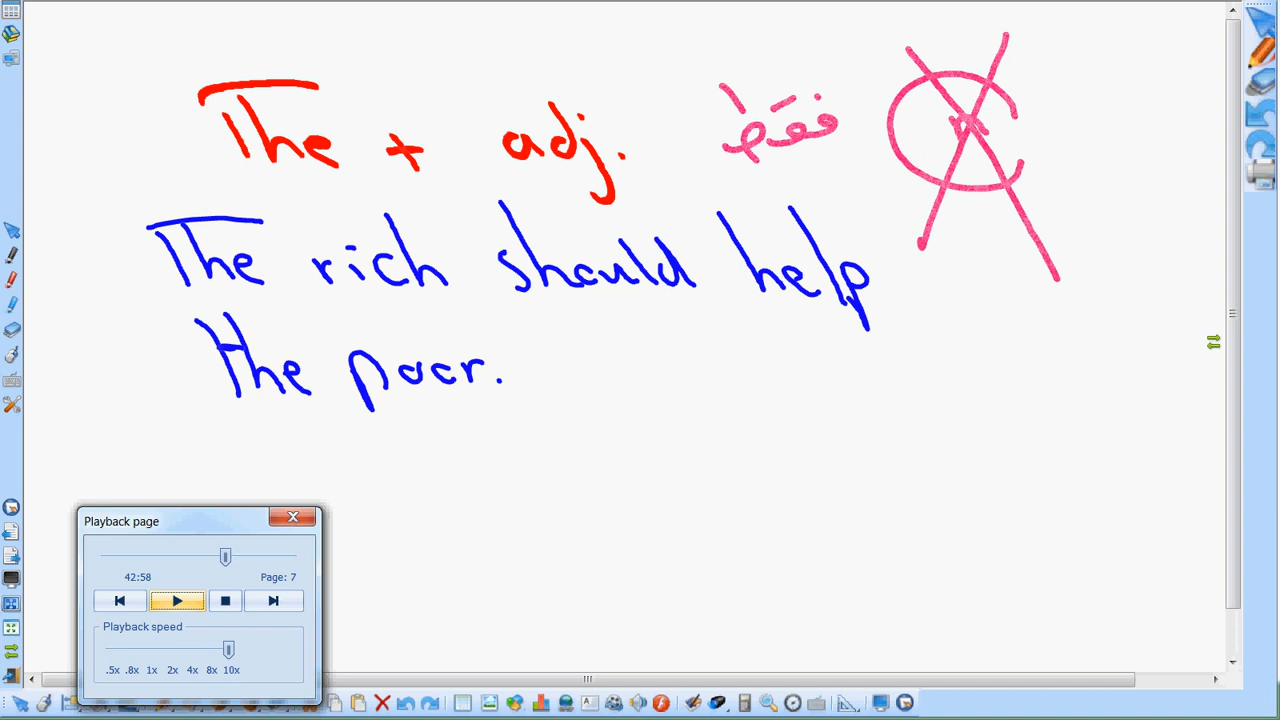 The + adj. فقط
The rich should help
the poor.
Playback page
42:58 Page: 7
Playback speed
.5x .8x 1x 2x 4x 8x 10x